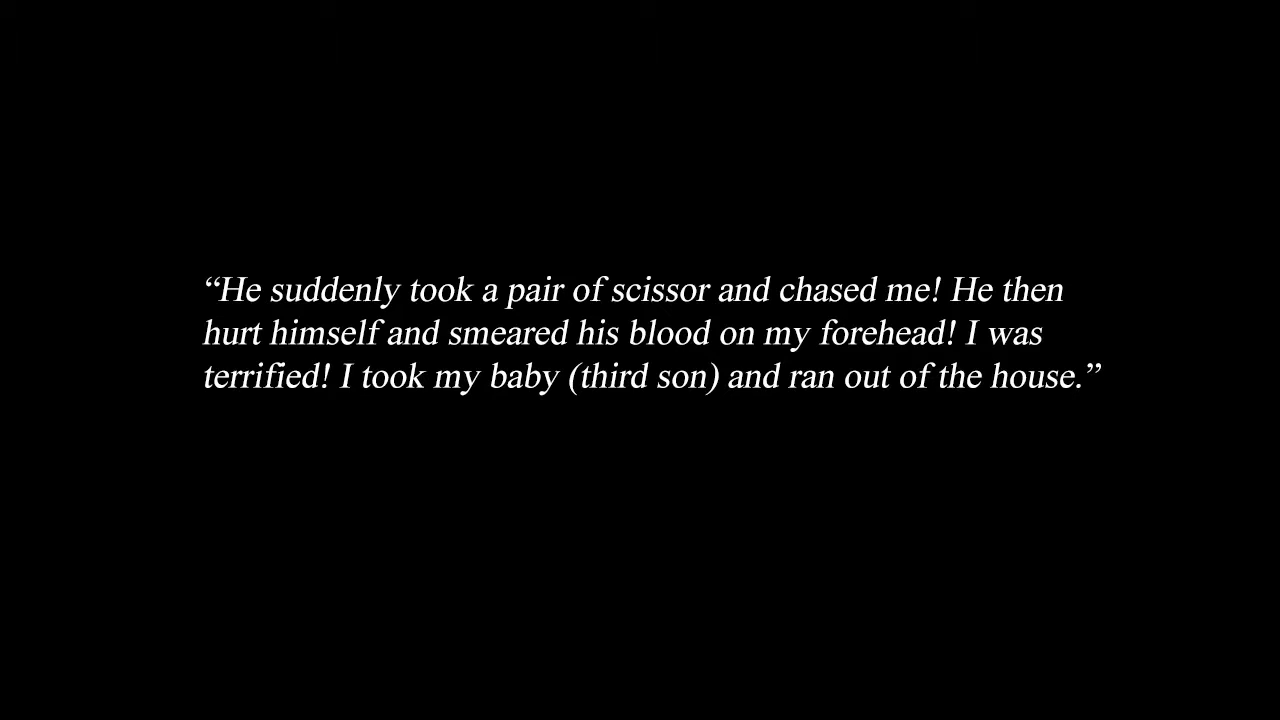 “He suddenly took a pair of scissor and chased me! He then
hurt himself and smeared his blood on my forehead! I was
terrified! I took my baby (third son) and ran out of the house.”